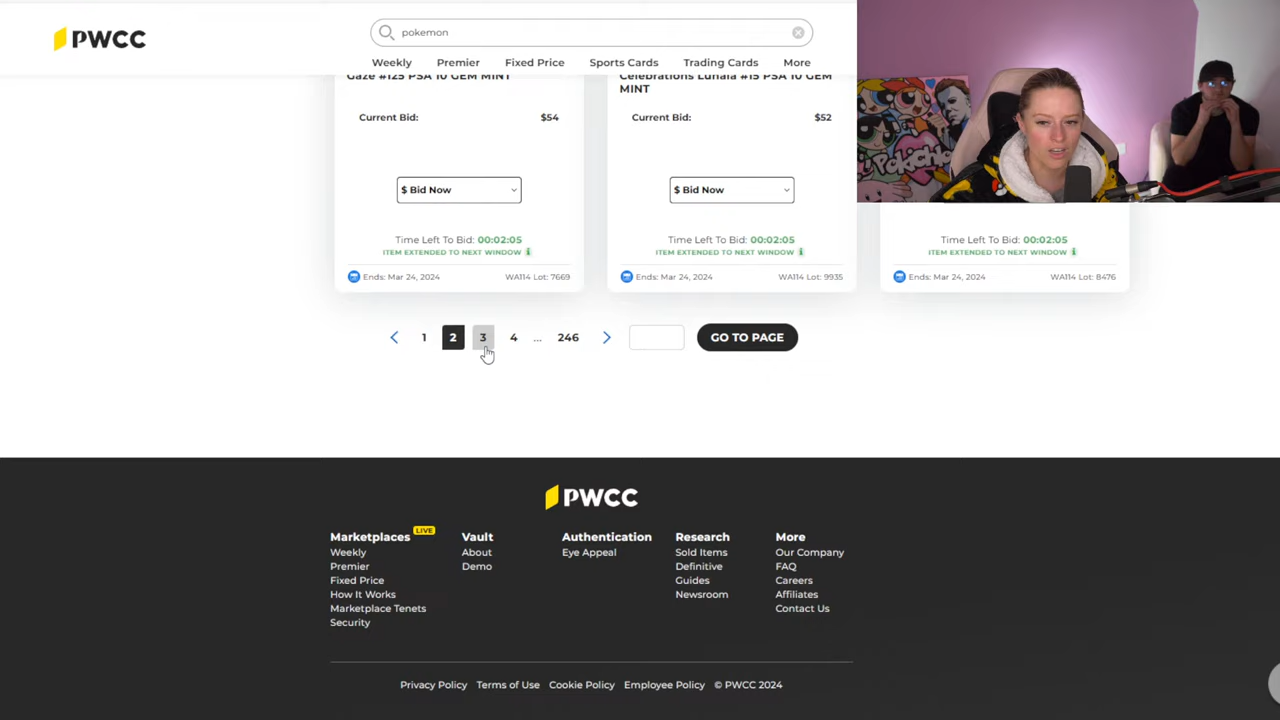 PWCC
pokemon
Weekly Premier Fixed Price Sports Cards Trading Cards More
Gaze #125 PSA 10 GEM MINT
Celebrations Lunala #15 PSA 10 GEM
MINT
Current Bid: $54
Current Bid: $52
$ Bid Now
$ Bid Now
Time Left To Bid: 00:02:05
Time Left To Bid: 00:02:05
Time Left To Bid: 00:02:05
ITEM EXTENDED TO NEXT WINDOW
ITEM EXTENDED TO NEXT WINDOW
ITEM EXTENDED TO NEXT WINDOW
Ends: Mar 24, 2024 WA114 Lot: 7669
Ends: Mar 24, 2024 WA114 Lot: 9935
Ends: Mar 24, 2024 WA114 Lot: 8476
1 2 3 4 ... 246 GO TO PAGE
PWCC
Marketplaces LIVE
Weekly
Premier
Fixed Price
How It Works
Marketplace Tenets
Security
Vault
About
Demo
Authentication
Eye Appeal
Research
Sold Items
Definitive
Guides
Newsroom
More
Our Company
FAQ
Careers
Affiliates
Contact Us
Privacy Policy Terms of Use Cookie Policy Employee Policy © PWCC 2024